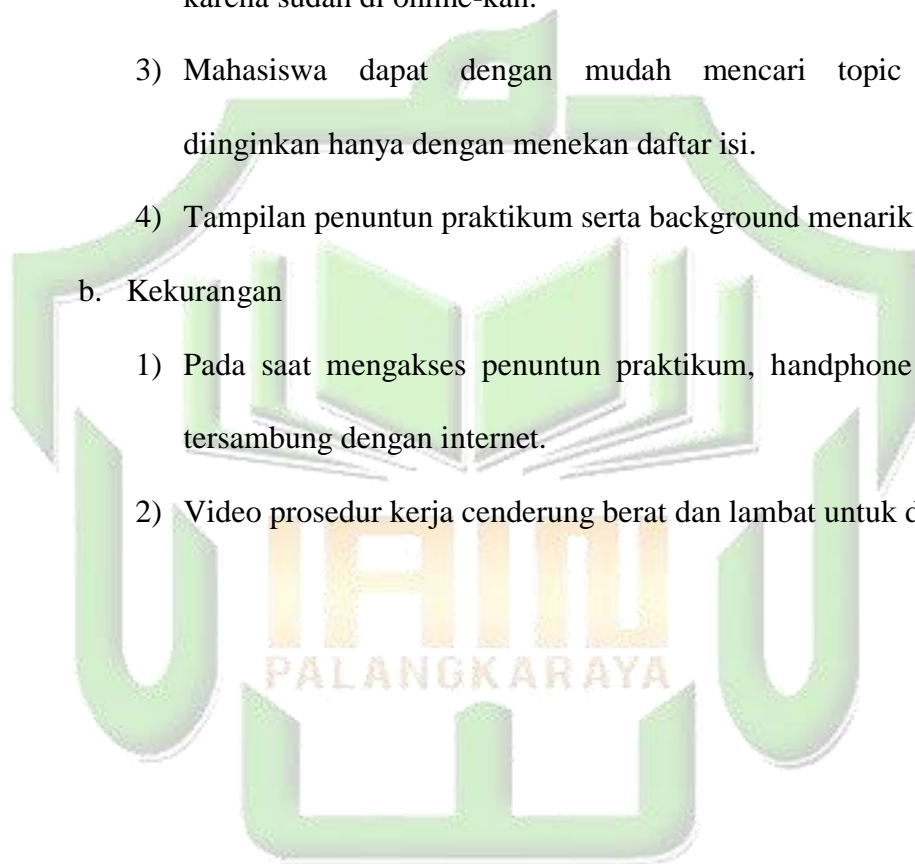 karena sudah di online-kan.
3) Mahasiswa dapat dengan mudah mencari topic
diinginkan hanya dengan menekan daftar isi.
4) Tampilan penuntun praktikum serta background menarik
b. Kekurangan
1) Pada saat mengakses penuntun praktikum, handphone
tersambung dengan internet.
2) Video prosedur kerja cenderung berat dan lambat untuk
IAIN
PALANGKARAYA